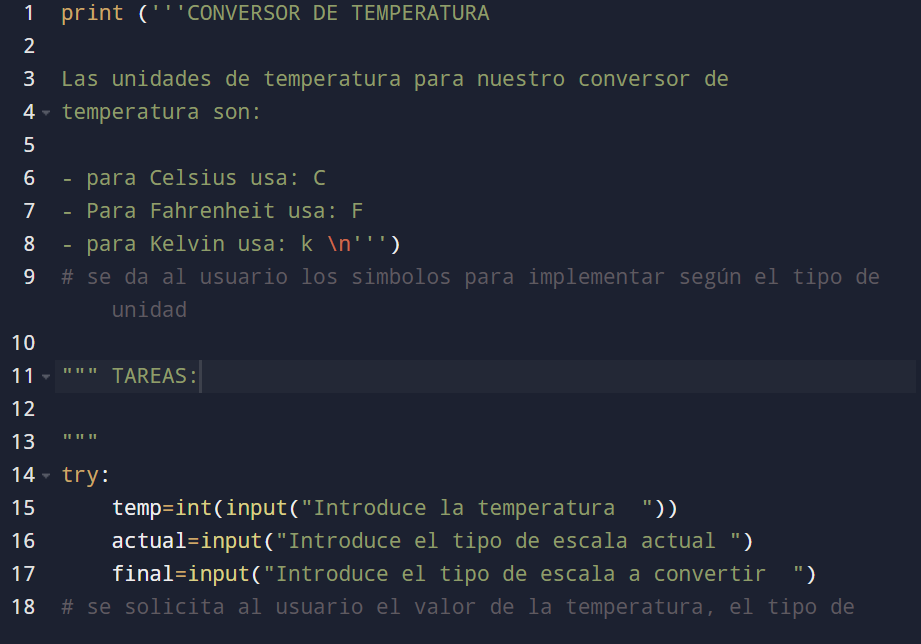 1 print ('''CONVERSOR DE TEMPERATURA
2
3 Las unidades de temperatura para nuestro conversor de
4 temperatura son:
5
6 - para Celsius usa: C
7 - Para Fahrenheit usa: F
8 - para Kelvin usa: k \n''')
9 # se da al usuario los simbolos para implementar según el tipo de
unidad
10
11 """ TAREAS:
12
13 """
14 try:
15 temp=int(input("Introduce la temperatura  "))
16 actual=input("Introduce el tipo de escala actual ")
17 final=input("Introduce el tipo de escala a convertir  ")
18 # se solicita al usuario el valor de la temperatura, el tipo de